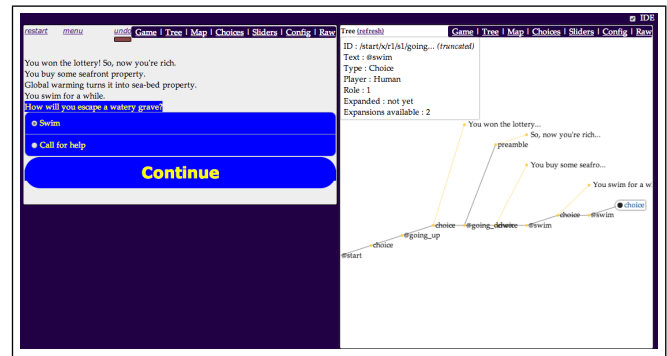 IDE
restart menu undo Game | Tree | Map | Choices | Sliders | Config | Raw
You won the lottery! So, now you're rich.
You buy some seafront property.
Global warming turns it into sea-bed property.
You swim for a while.
How will you escape a watery grave?
Swim
Call for help
Continue
Tree (refresh) Game | Tree | Map | Choices | Sliders | Config | Raw
ID : /start/x/r1/s1/going... (truncated)
Text : @swim
Type : Choice
Player : Human
Role : 1
Expanded : not yet
Expansions available : 2
You won the lottery...
So, now you're rich...
preamble
You buy some seafro...
You swim for a w
choice
choice @swim
choice @going_ @swim
@going_up
choice
@start